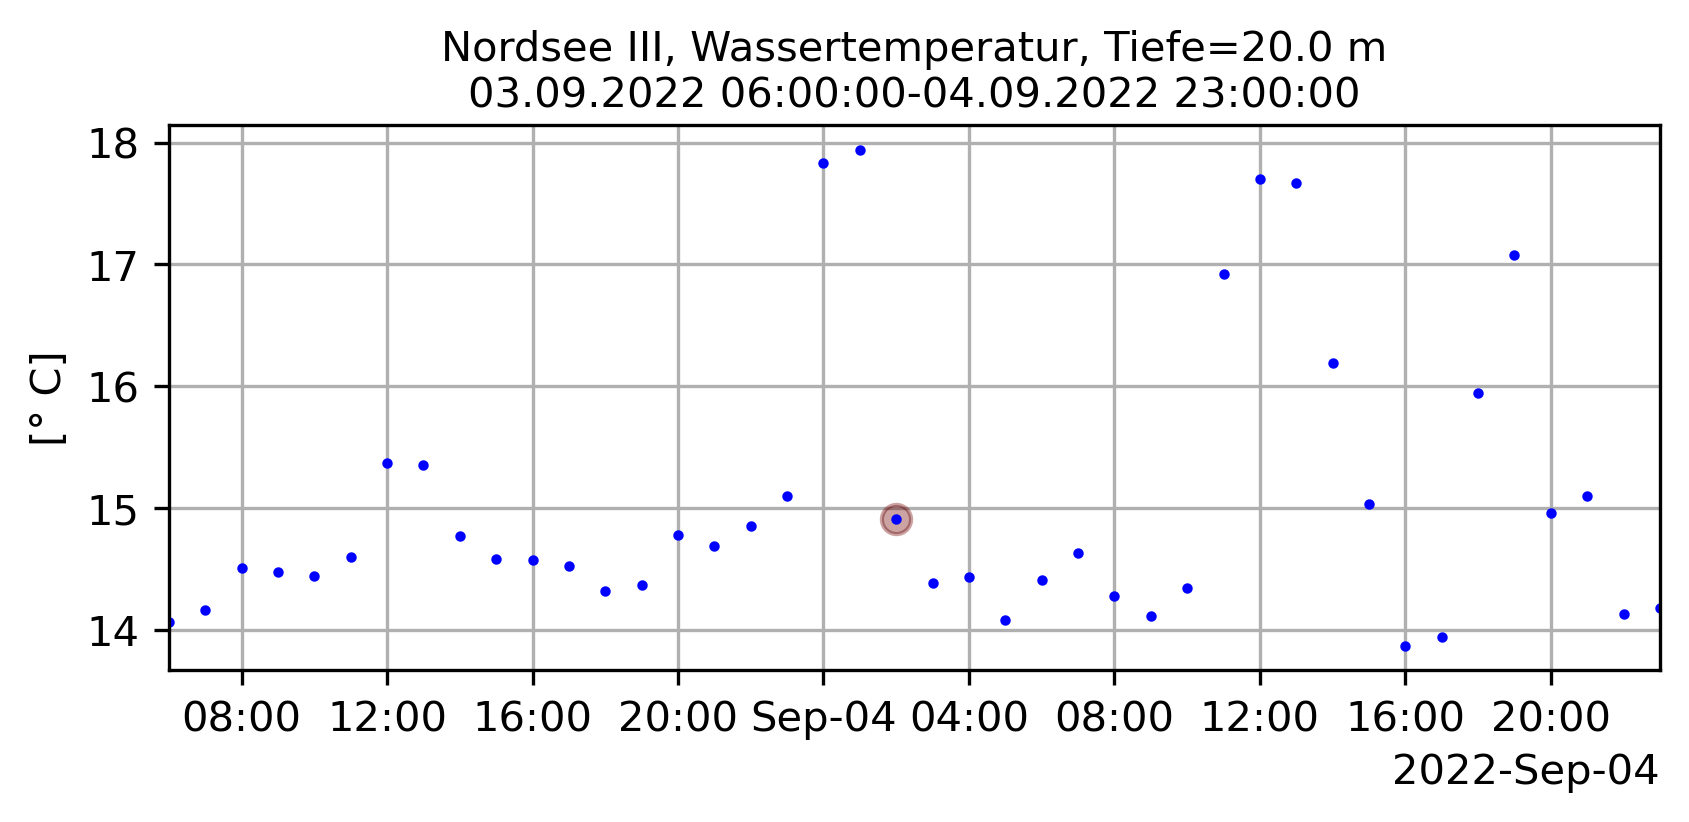 Nordsee III, Wassertemperatur, Tiefe=20.0 m
03.09.2022 06:00:00-04.09.2022 23:00:00
18
17
16
15
14
[° C]
08:00 12:00 16:00 20:00 Sep-04 04:00 08:00 12:00 16:00 20:00
2022-Sep-04